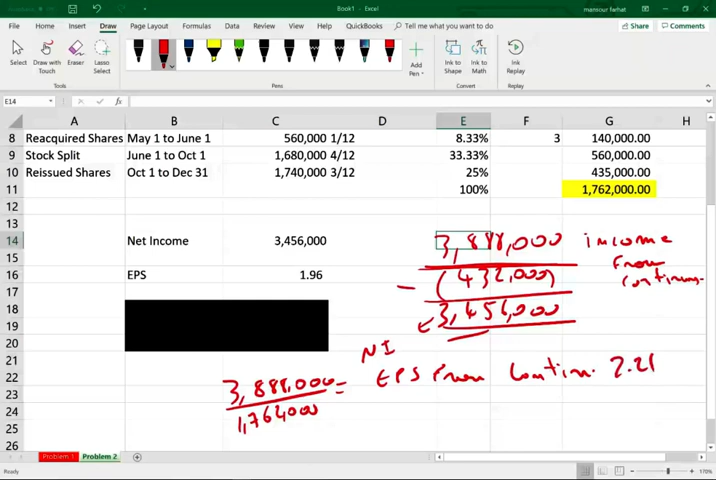 Book1 - Excel
mansour farhat
File Home Insert Draw Page Layout Formulas Data Review View Help QuickBooks Tell me what you want to do
Share Comments
Select Draw with Touch Eraser Lasso Select
Add Pen
Ink to Shape Ink to Math Ink Replay
Tools Pens Convert Replay
E14 fx
A B C D E F G H
8 Reacquired Shares May 1 to June 1 560,000 1/12 8.33% 3 140,000.00
9 Stock Split June 1 to Oct 1 1,680,000 4/12 33.33% 560,000.00
10 Reissued Shares Oct 1 to Dec 31 1,740,000 3/12 25% 435,000.00
11 100% 1,762,000.00
12
13
14 Net Income 3,456,000 3,888,000 income
15 From
16 EPS 1.96 - (432,000) continuing
17
18 3,456,000
19
20 NI
21
22 EPS From Contin. 2.21
23 3,888,000 =
24 1,764000
25
26
Problem 1 Problem 2
Ready 170%